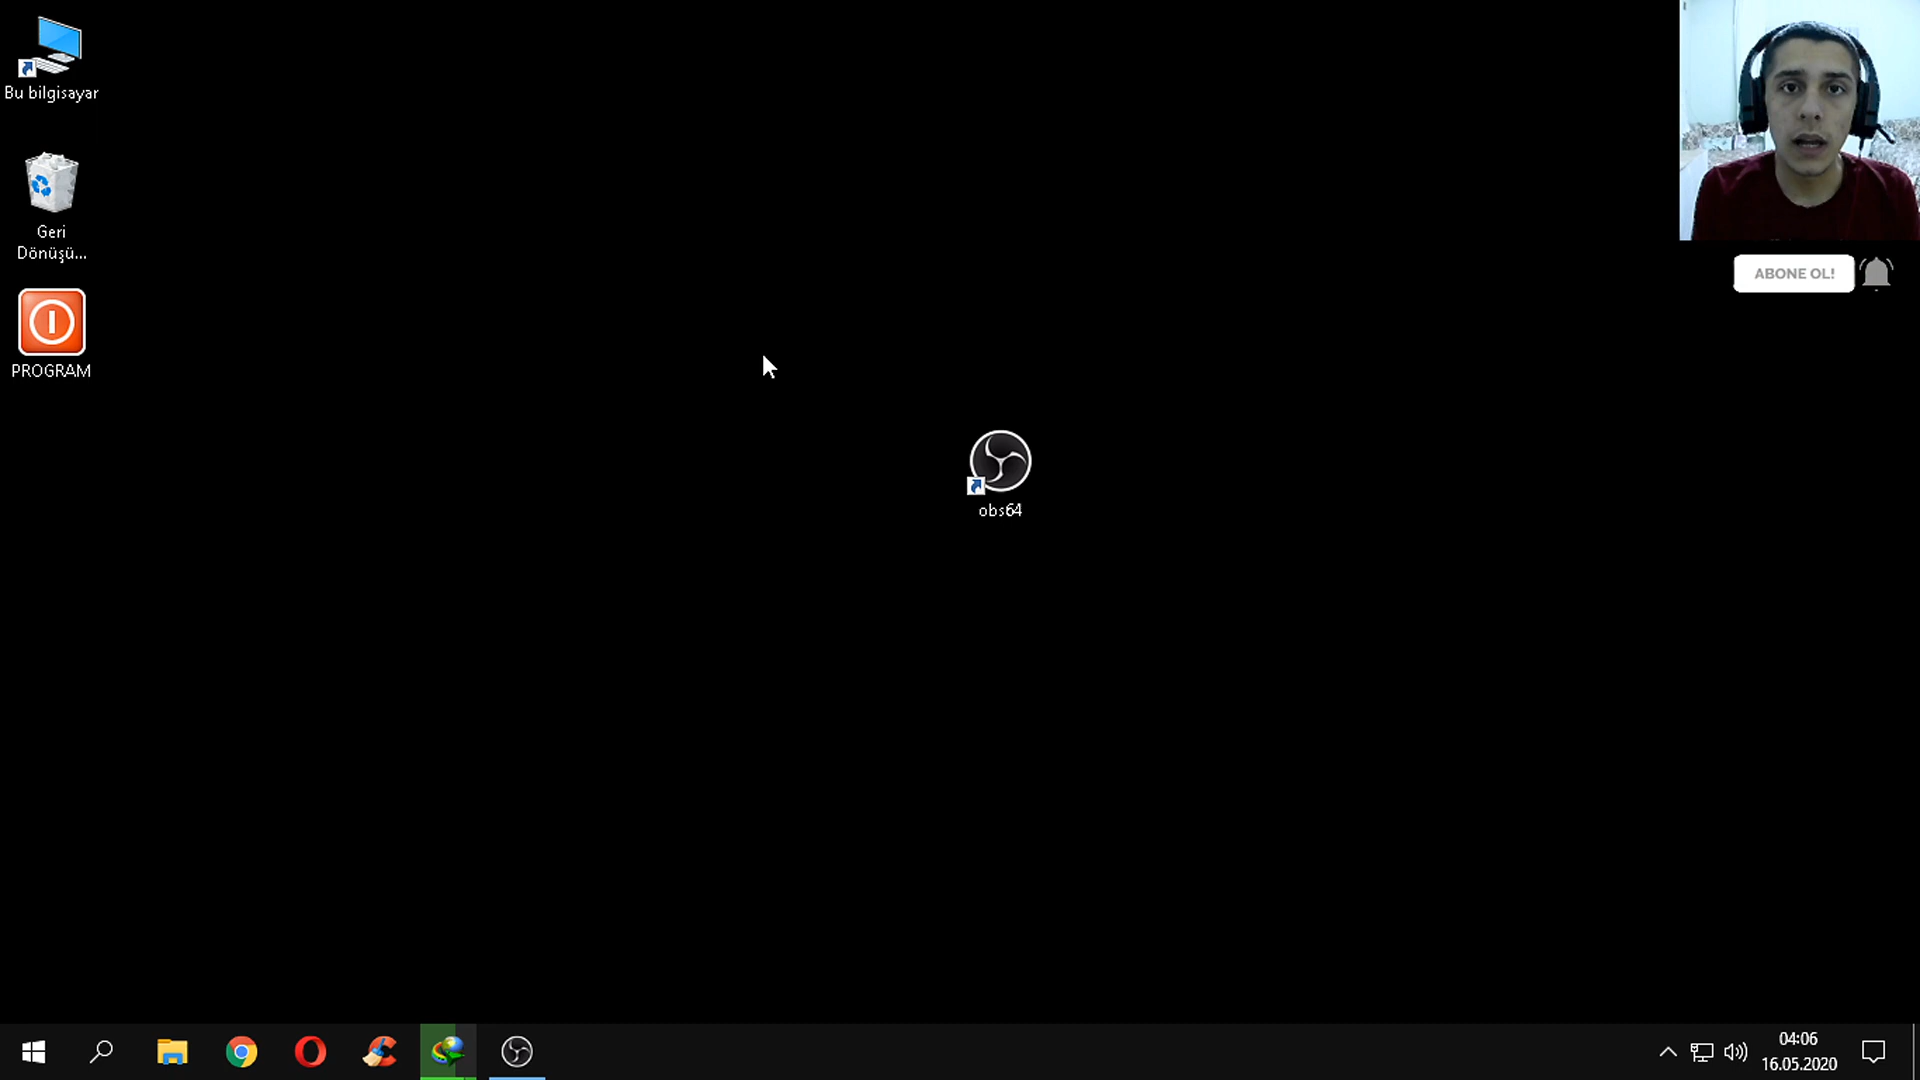 Bu bilgisayar
Geri
Dönüşü...
PROGRAM
ABONE OL!
obs64
04:06
16.05.2020